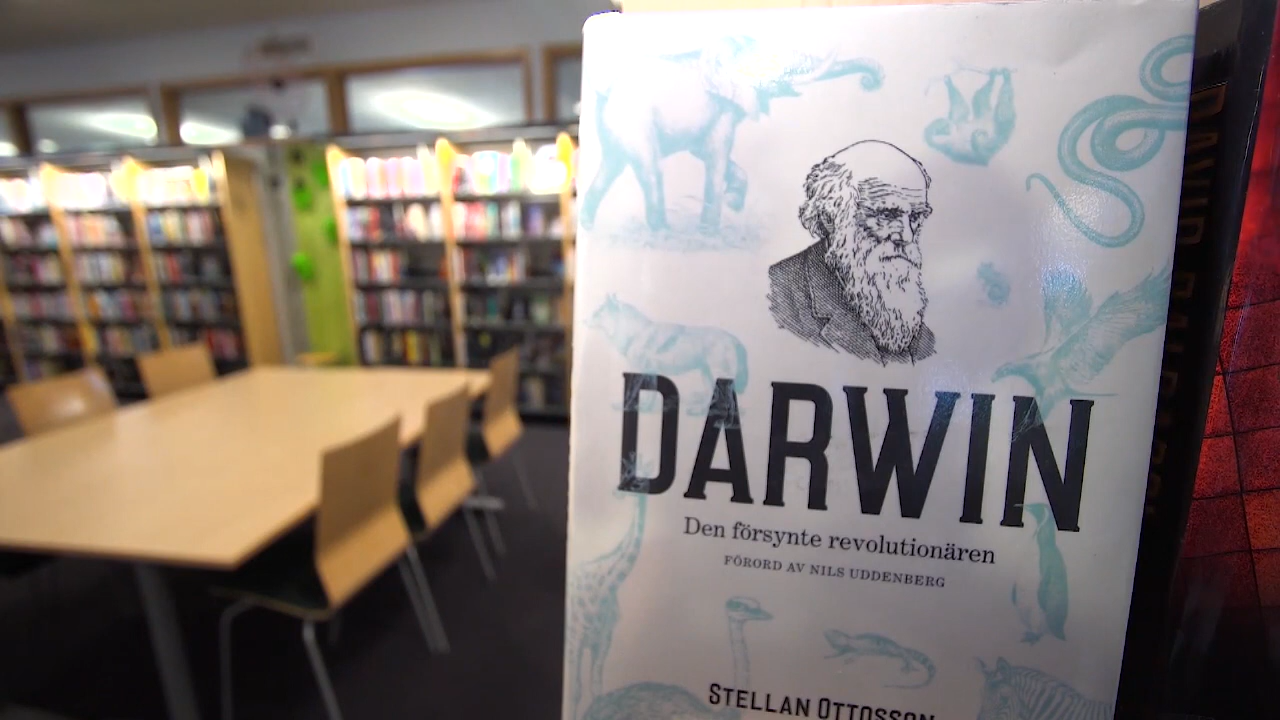 DARWIN
Den försynte revolutionären
FÖRORD AV NILS UDDENBERG
STELLAN OTTOSSON